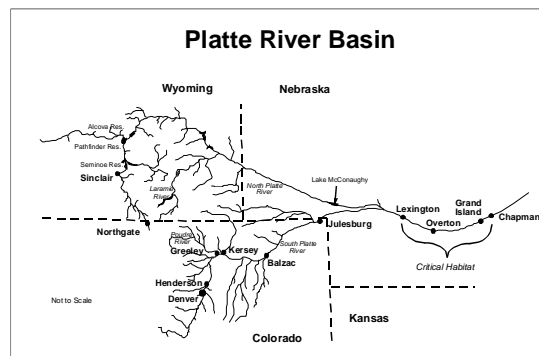 Platte River Basin
Wyoming
Nebraska
Alcova Res.
Pathfinder Res.
Seminoe Res.
Sinclair
Laramie
River
North Platte
River
Lake McConaughy
Lexington
Grand
Island
Chapman
Overton
Northgate
Julesburg
Poudre
River
Greeley
Kersey
South Platte
River
Balzac
Critical Habitat
Henderson
Denver
Not to Scale
Kansas
Colorado